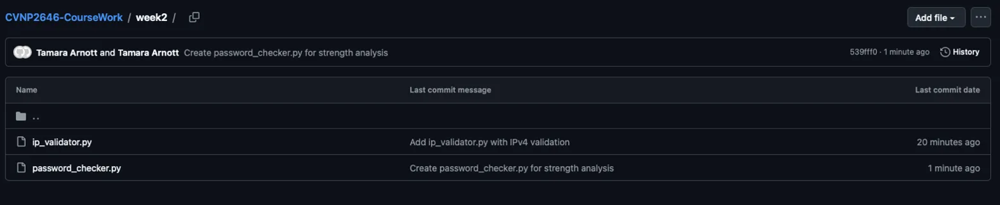 CVNP2646-CourseWork / week2 / Add file
Tamara Arnott and Tamara Arnott Create password_checker.py for strength analysis 539fff0 · 1 minute ago History
Name Last commit message Last commit date
..
ip_validator.py Add ip_validator.py with IPv4 validation 20 minutes ago
password_checker.py Create password_checker.py for strength analysis 1 minute ago